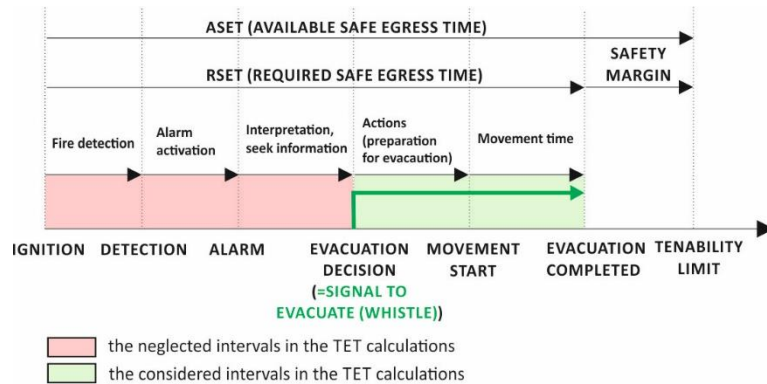 ASET (AVAILABLE SAFE EGRESS TIME)
SAFETY
MARGIN
RSET (REQUIRED SAFE EGRESS TIME)
Fire detection
Alarm
activation
Interpretation,
seek information
Actions
(preparation
for evacaution)
Movement time
IGNITION
DETECTION
ALARM
EVACUATION
DECISION
(=SIGNAL TO
EVACUATE (WHISTLE))
MOVEMENT
START
EVACUATION
COMPLETED
TENABILITY
LIMIT
the neglected intervals in the TET calculations
the considered intervals in the TET calculations